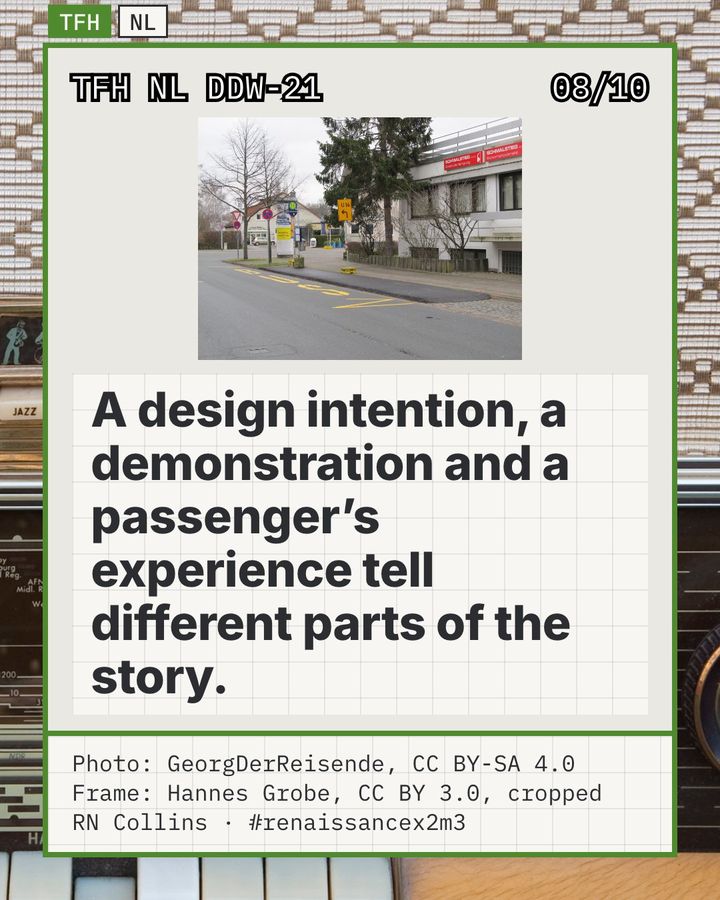 TFH NL
TFH NL DDW-21
08/10
A design intention, a
demonstration and a
passenger's
experience tell
different parts of the
story.
Photo: GeorgDerReisende, CC BY-SA 4.0
Frame: Hannes Grobe, CC BY 3.0, cropped
RN Collins · #renaissancex2m3
JAZZ